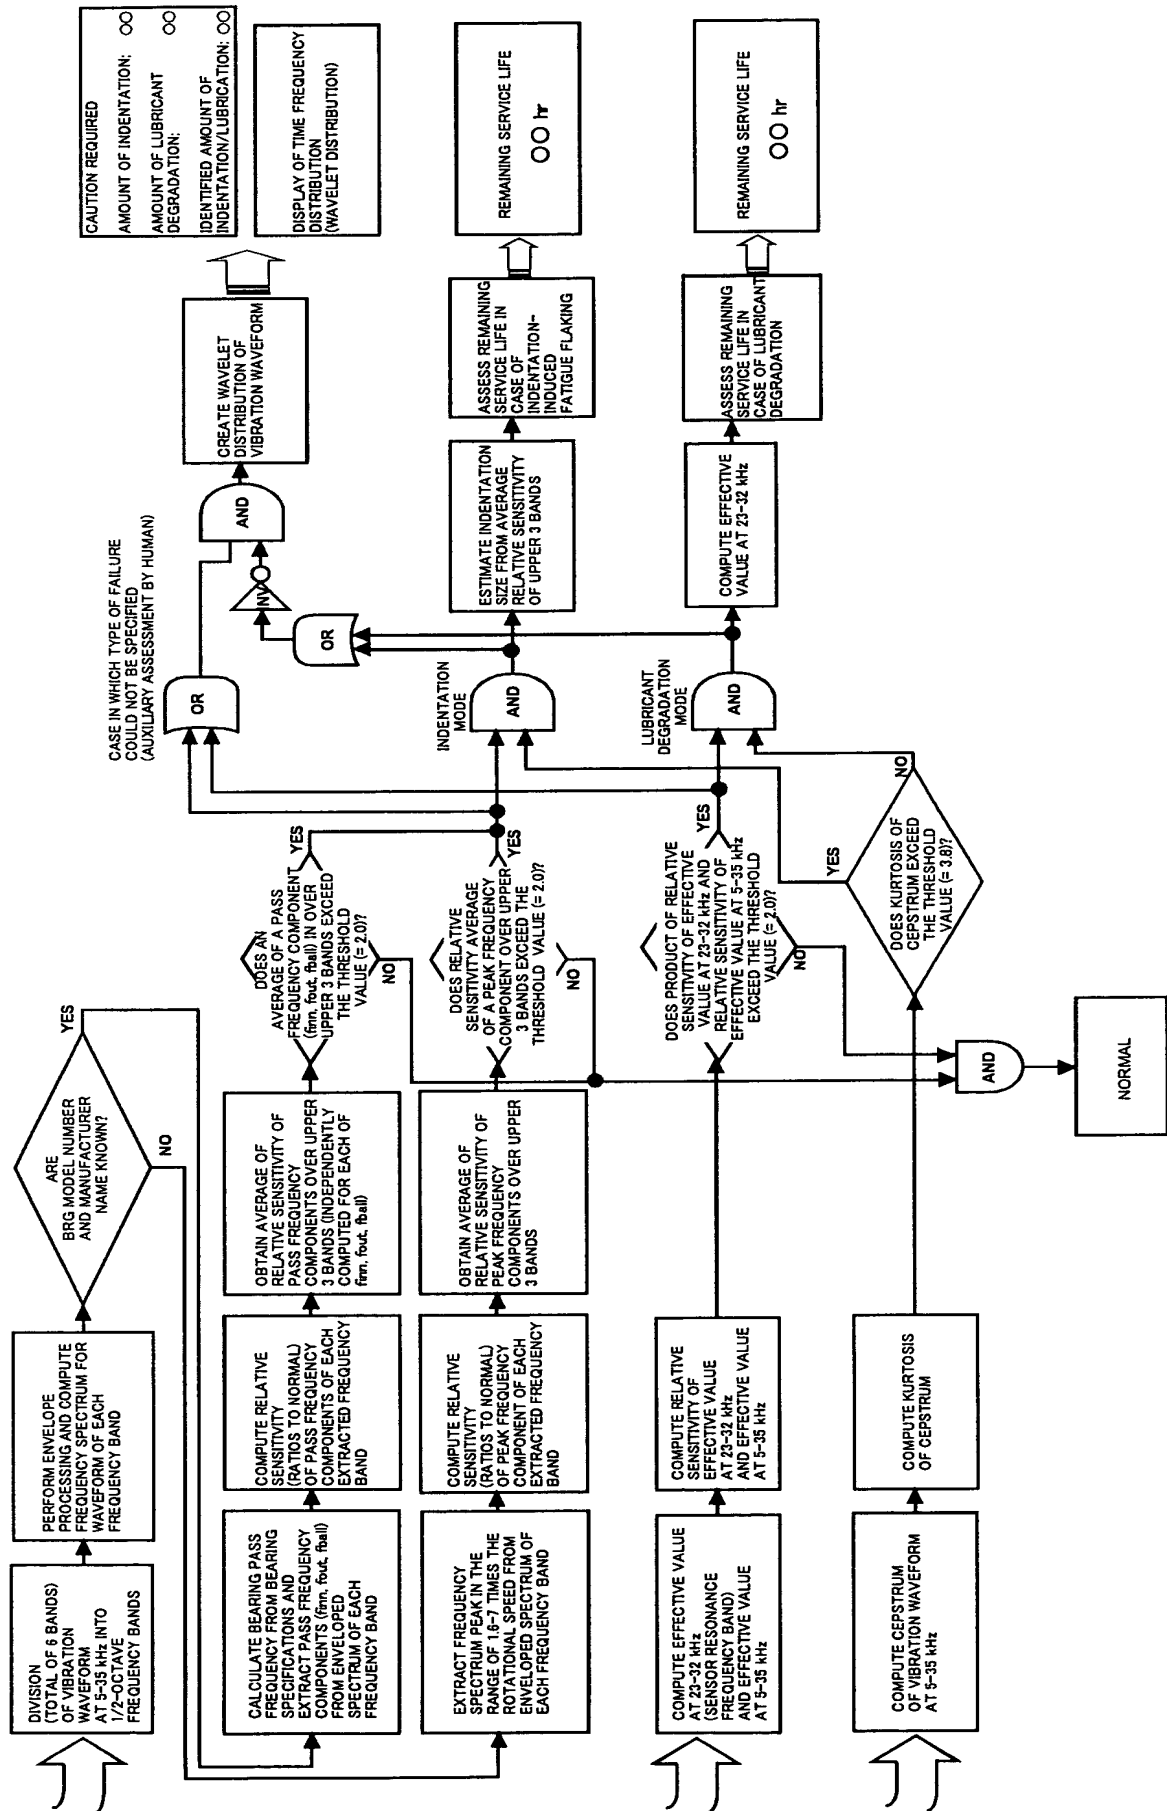 DIVISION
(TOTAL OF 6 BANDS)
OF VIBRATION
WAVEFORM
AT 5-35 kHz INTO
1/2-OCTAVE
FREQUENCY BANDS
PERFORM ENVELOPE
PROCESSING AND COMPUTE
FREQUENCY SPECTRUM FOR
WAVEFORM OF EACH
FREQUENCY BAND
ARE
BRG MODEL NUMBER
AND MANUFACTURER
NAME KNOWN?
YES
NO
CALCULATE BEARING PASS
FREQUENCY FROM BEARING
SPECIFICATIONS AND
EXTRACT PASS FREQUENCY
COMPONENTS (finn, fout, fball)
FROM ENVELOPED
SPECTRUM OF EACH
FREQUENCY BAND
COMPUTE RELATIVE
SENSITIVITY
(RATIOS TO NORMAL)
OF PASS FREQUENCY
COMPONENTS OF EACH
EXTRACTED FREQUENCY
BAND
OBTAIN AVERAGE OF
RELATIVE SENSITIVITY OF
PASS FREQUENCY
COMPONENTS OVER UPPER
3 BANDS (INDEPENDENTLY
COMPUTED FOR EACH OF
finn, fout, fball)
DOES AN
AVERAGE OF A PASS
FREQUENCY COMPONENT
(finn, fout, fball) IN OVER
UPPER 3 BANDS EXCEED
THE THRESHOLD
VALUE (= 2.0)?
YES
NO
EXTRACT FREQUENCY
SPECTRUM PEAK IN THE
RANGE OF 1.6-7 TIMES THE
ROTATIONAL SPEED FROM
ENVELOPED SPECTRUM OF
EACH FREQUENCY BAND
COMPUTE RELATIVE
SENSITIVITY
(RATIOS TO NORMAL)
OF PEAK FREQUENCY
COMPONENT OF EACH
EXTRACTED FREQUENCY
BAND
OBTAIN AVERAGE OF
RELATIVE SENSITIVITY OF
PEAK FREQUENCY
COMPONENTS OVER UPPER
3 BANDS
DOES RELATIVE
SENSITIVITY AVERAGE
OF A PEAK FREQUENCY
COMPONENT OVER UPPER
3 BANDS EXCEED THE
THRESHOLD VALUE (= 2.0)?
YES
NO
COMPUTE EFFECTIVE VALUE
AT 23-32 kHz
(SENSOR RESONANCE
FREQUENCY BAND)
AND EFFECTIVE VALUE
AT 5-35 kHz
COMPUTE RELATIVE
SENSITIVITY OF
EFFECTIVE VALUE
AT 23-32 kHz
AND EFFECTIVE VALUE
AT 5-35 kHz
DOES PRODUCT OF RELATIVE
SENSITIVITY OF EFFECTIVE
VALUE AT 23-32 kHz AND
RELATIVE SENSITIVITY OF
EFFECTIVE VALUE AT 5-35 kHz
EXCEED THE THRESHOLD
VALUE (= 2.0)?
YES
NO
COMPUTE CEPSTRUM
OF VIBRATION WAVEFORM
AT 5-35 kHz
COMPUTE KURTOSIS
OF CEPSTRUM
DOES KURTOSIS OF
CEPSTRUM EXCEED
THE THRESHOLD
VALUE (= 3.8)?
YES
NO
AND
NORMAL
CASE IN WHICH TYPE OF FAILURE
COULD NOT BE SPECIFIED
(AUXILIARY ASSESSMENT BY HUMAN)
OR
AND
INV
OR
CREATE WAVELET
DISTRIBUTION OF
VIBRATION WAVEFORM
CAUTION REQUIRED
AMOUNT OF INDENTATION: ○○
AMOUNT OF LUBRICANT
DEGRADATION: ○○
IDENTIFIED AMOUNT OF
INDENTATION/LUBRICATION: ○○
DISPLAY OF TIME FREQUENCY
DISTRIBUTION
(WAVELET DISTRIBUTION)
INDENTATION
MODE
AND
ESTIMATE INDENTATION
SIZE FROM AVERAGE
RELATIVE SENSITIVITY
OF UPPER 3 BANDS
ASSESS REMAINING
SERVICE LIFE IN
CASE OF
INDENTATION-
INDUCED
FATIGUE FLAKING
REMAINING SERVICE LIFE
○○ hr
LUBRICANT
DEGRADATION
MODE
AND
COMPUTE EFFECTIVE
VALUE AT 23-32 kHz
ASSESS REMAINING
SERVICE LIFE IN
CASE OF LUBRICANT
DEGRADATION
REMAINING SERVICE LIFE
○○ hr